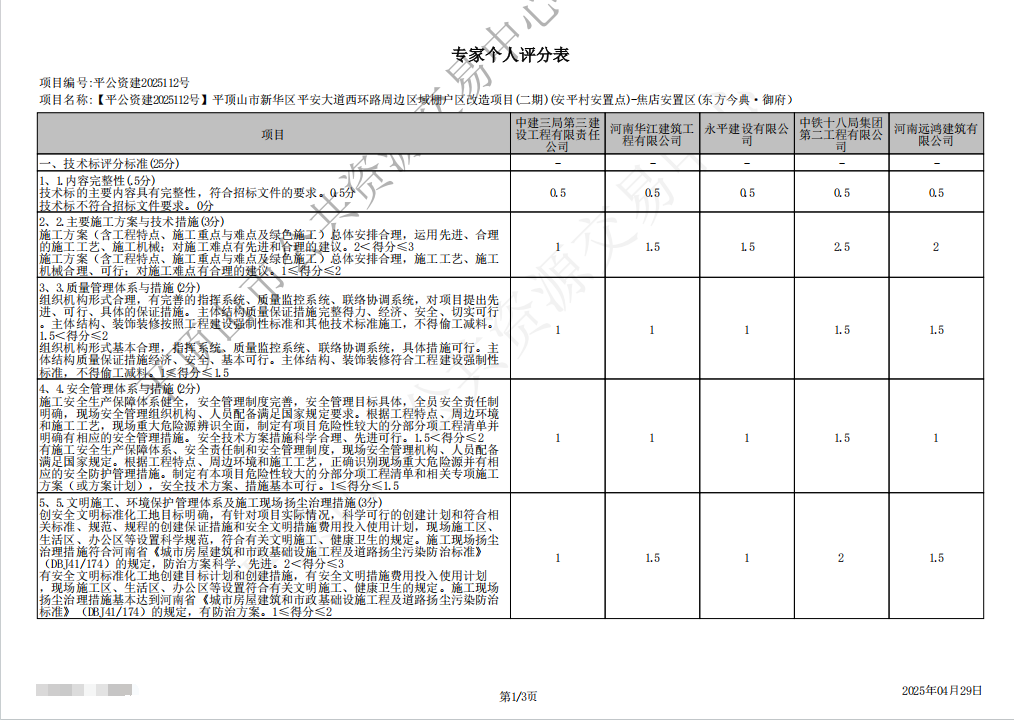 专家个人评分表
项目编号:平公资建2025112号
项目名称:【平公资建2025112号】平顶山市新华区平安大道西环路周边区域棚户区改造项目(二期)(安平村安置点)-焦店安置区(东方今典·御府)
项目
中建三局第三建
设工程有限责任
公司
河南华江建筑工
程有限公司
永平建设有限公
司
中铁十八局集团
第二工程有限公
司
河南远鸿建筑有
限公司
一、技术标评分标准(25分)
- - - - -
1、1.内容完整性(.5分)
技术标的主要内容具有完整性，符合招标文件的要求。0.5分
技术标不符合招标文件要求。0分
0.5 0.5 0.5 0.5 0.5
2、2.主要施工方案与技术措施(3分)
施工方案（含工程特点、施工重点与难点及绿色施工）总体安排合理，运用先进、合理
的施工工艺、施工机械；对施工难点有先进和合理的建议。2＜得分≤3
施工方案（含工程特点、施工重点与难点及绿色施工）总体安排合理，施工工艺、施工
机械合理、可行；对施工难点有合理的建议。1≤得分≤2
1 1.5 1.5 2.5 2
3、3.质量管理体系与措施(2分)
组织机构形式合理，有完善的指挥系统、质量监控系统、联络协调系统，对项目提出先
进、可行、具体的保证措施。主体结构质量保证措施完整得力、经济、安全、切实可行
。主体结构、装饰装修按照工程建设强制性标准和其他技术标准施工，不得偷工减料。
1.5＜得分≤2
组织机构形式基本合理，指挥系统、质量监控系统、联络协调系统，具体措施可行。主
体结构质量保证措施经济、安全、基本可行。主体结构、装饰装修符合工程建设强制性
标准，不得偷工减料。1≤得分≤1.5
1 1 1 1.5 1.5
4、4.安全管理体系与措施(2分)
施工安全生产保障体系健全，安全管理制度完善，安全管理目标具体，全员安全责任制
明确，现场安全管理组织机构、人员配备满足国家规定要求。根据工程特点、周边环境
和施工工艺，现场重大危险源辨识全面，制定有项目危险性较大的分部分项工程清单并
明确有相应的安全管理措施。安全技术方案措施科学合理、先进可行。1.5＜得分≤2
有施工安全生产保障体系、安全责任制和安全管理制度，现场安全管理机构、人员配备
满足国家规定。根据工程特点、周边环境和施工工艺，正确识别现场重大危险源并有相
应的安全防护管理措施。制定有本项目危险性较大的分部分项工程清单和相关专项施工
方案（或方案计划），安全技术方案、措施基本可行。1≤得分≤1.5
1 1 1 1.5 1
5、5.文明施工、环境保护管理体系及施工现场扬尘治理措施(3分)
创安全文明标准化工地目标明确，有针对项目实际情况，科学可行的创建计划和符合相
关标准、规范、规程的创建保证措施和安全文明措施费用投入使用计划，现场施工区、
生活区、办公区等设置科学规范，符合有关文明施工、健康卫生的规定。施工现场扬尘
治理措施符合河南省《城市房屋建筑和市政基础设施工程及道路扬尘污染防治标准》
（DBJ41/174）的规定，防治方案科学、先进。2＜得分≤3
有安全文明标准化工地创建目标计划和创建措施，有安全文明措施费用投入使用计划
，现场施工区、生活区、办公区等设置符合有关文明施工、健康卫生的规定。施工现场
扬尘治理措施基本达到河南省《城市房屋建筑和市政基础设施工程及道路扬尘污染防治
标准》（DBJ41/174）的规定，有防治方案。1≤得分≤2
1 1.5 1 2 1.5
平顶山市公共资源交易中心
公共资源交易中
第1/3页
2025年04月29日